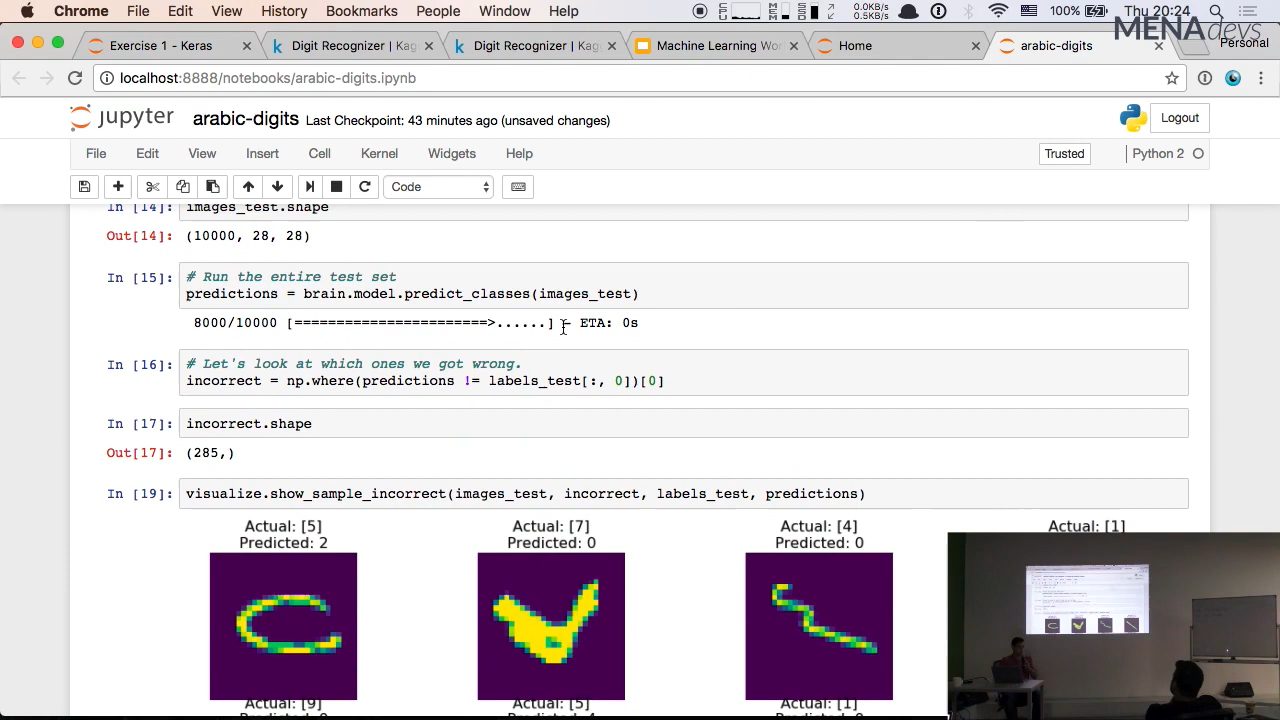 Chrome File Edit View History Bookmarks People Window Help
0.0KB/s
0.5KB/s
100% Thu 20:24
MENAdevs
Exercise 1 - Keras
Digit Recognizer | Kag
Digit Recognizer | Kag
Machine Learning Wo
Home
arabic-digits
Personal
localhost:8888/notebooks/arabic-digits.ipynb
jupyter arabic-digits Last Checkpoint: 43 minutes ago (unsaved changes)
Logout
File Edit View Insert Cell Kernel Widgets Help
Trusted
Python 2
Code
In [14]: images_test.shape
Out[14]: (10000, 28, 28)
In [15]: # Run the entire test set
predictions = brain.model.predict_classes(images_test)
8000/10000 [=======================>......] - ETA: 0s
In [16]: # Let's look at which ones we got wrong.
incorrect = np.where(predictions != labels_test[:, 0])[0]
In [17]: incorrect.shape
Out[17]: (285,)
In [19]: visualize.show_sample_incorrect(images_test, incorrect, labels_test, predictions)
Actual: [5]
Predicted: 2
Actual: [7]
Predicted: 0
Actual: [4]
Predicted: 0
Actual: [1]
Actual: [9]
Actual: [5]
Actual: [1]